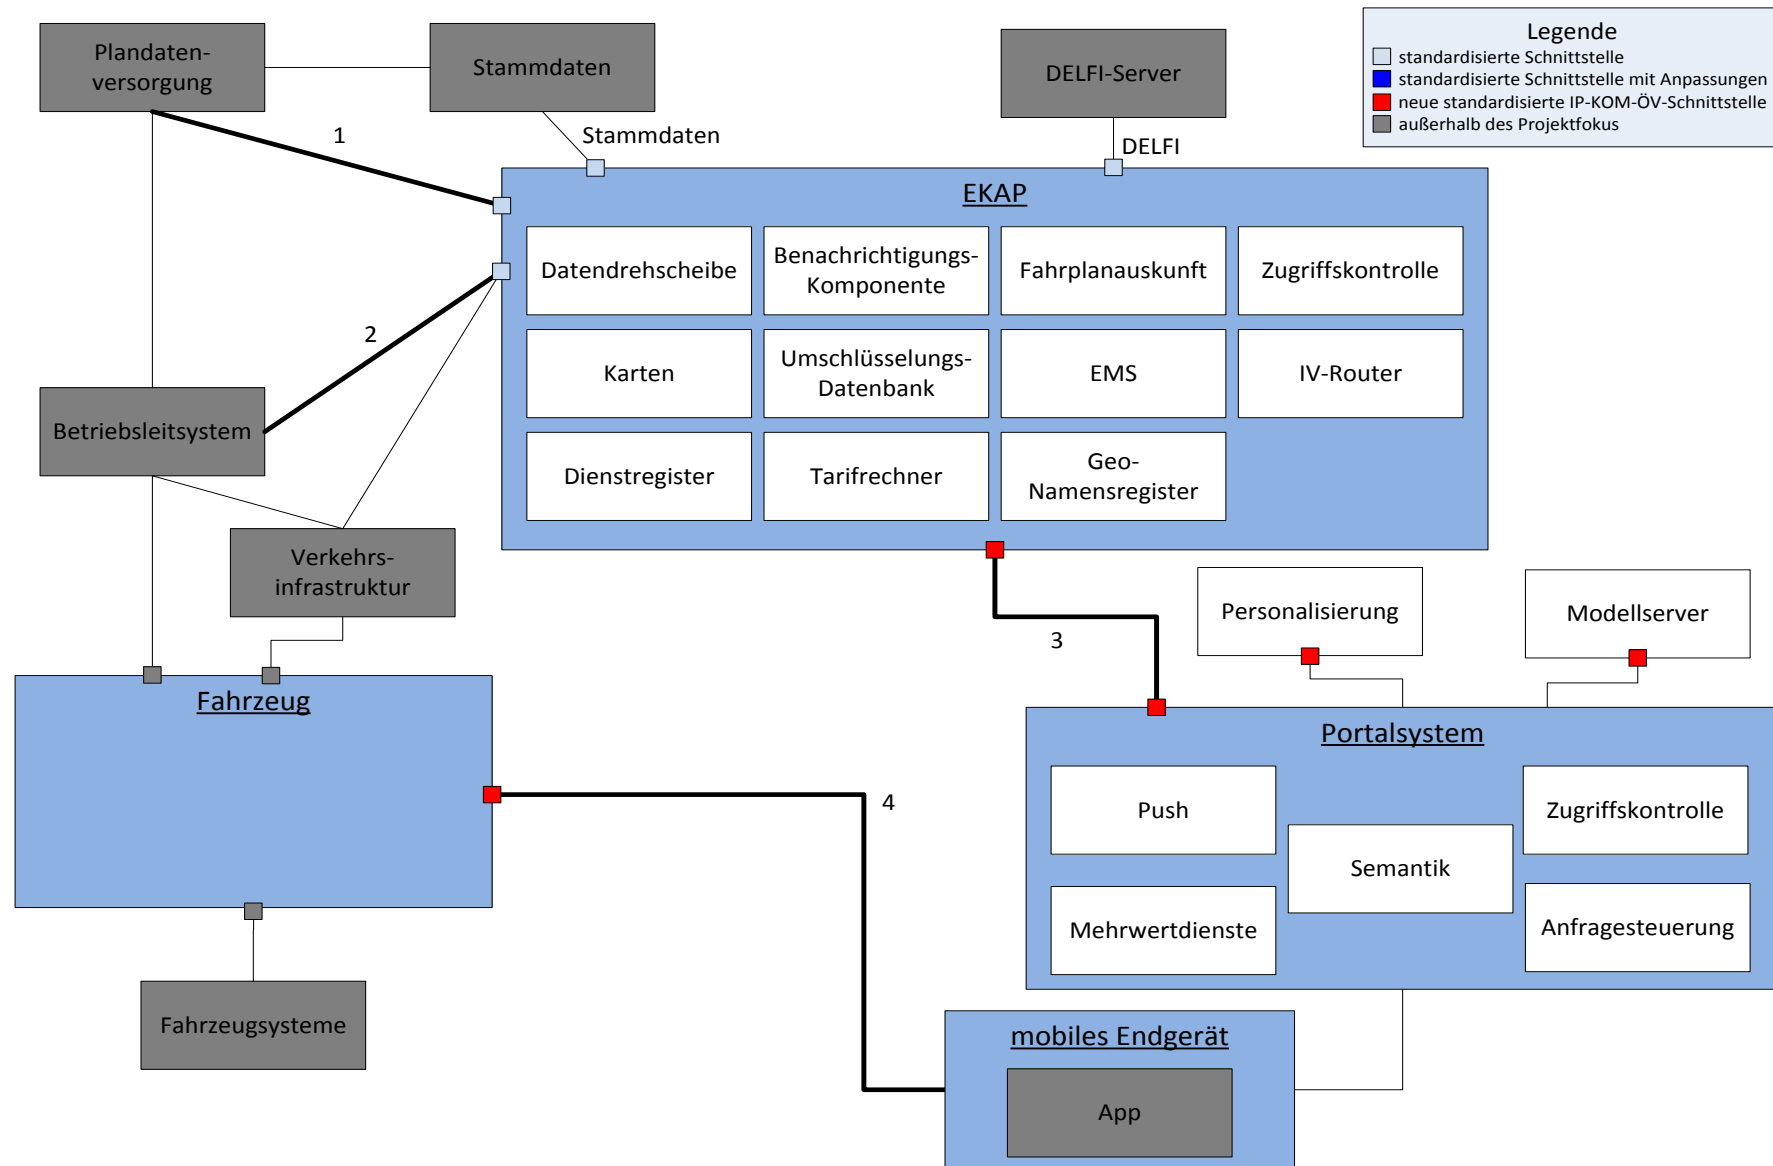 Plandaten-
versorgung
Stammdaten
DELFI-Server
Legende
standardisierte Schnittstelle
standardisierte Schnittstelle mit Anpassungen
neue standardisierte IP-KOM-ÖV-Schnittstelle
außerhalb des Projektfokus
1
Stammdaten
DELFI
EKAP
Datendrehscheibe
Benachrichtigungs-
Komponente
Fahrplanauskunft
Zugriffskontrolle
2
Karten
Umschlüsselungs-
Datenbank
EMS
IV-Router
Betriebsleitsystem
Dienstregister
Tarifrechner
Geo-
Namensregister
Verkehrs-
infrastruktur
3
Personalisierung
Modellserver
Fahrzeug
Portalsystem
4
Push
Zugriffskontrolle
Semantik
Mehrwertdienste
Anfragesteuerung
Fahrzeugsysteme
mobiles Endgerät
App